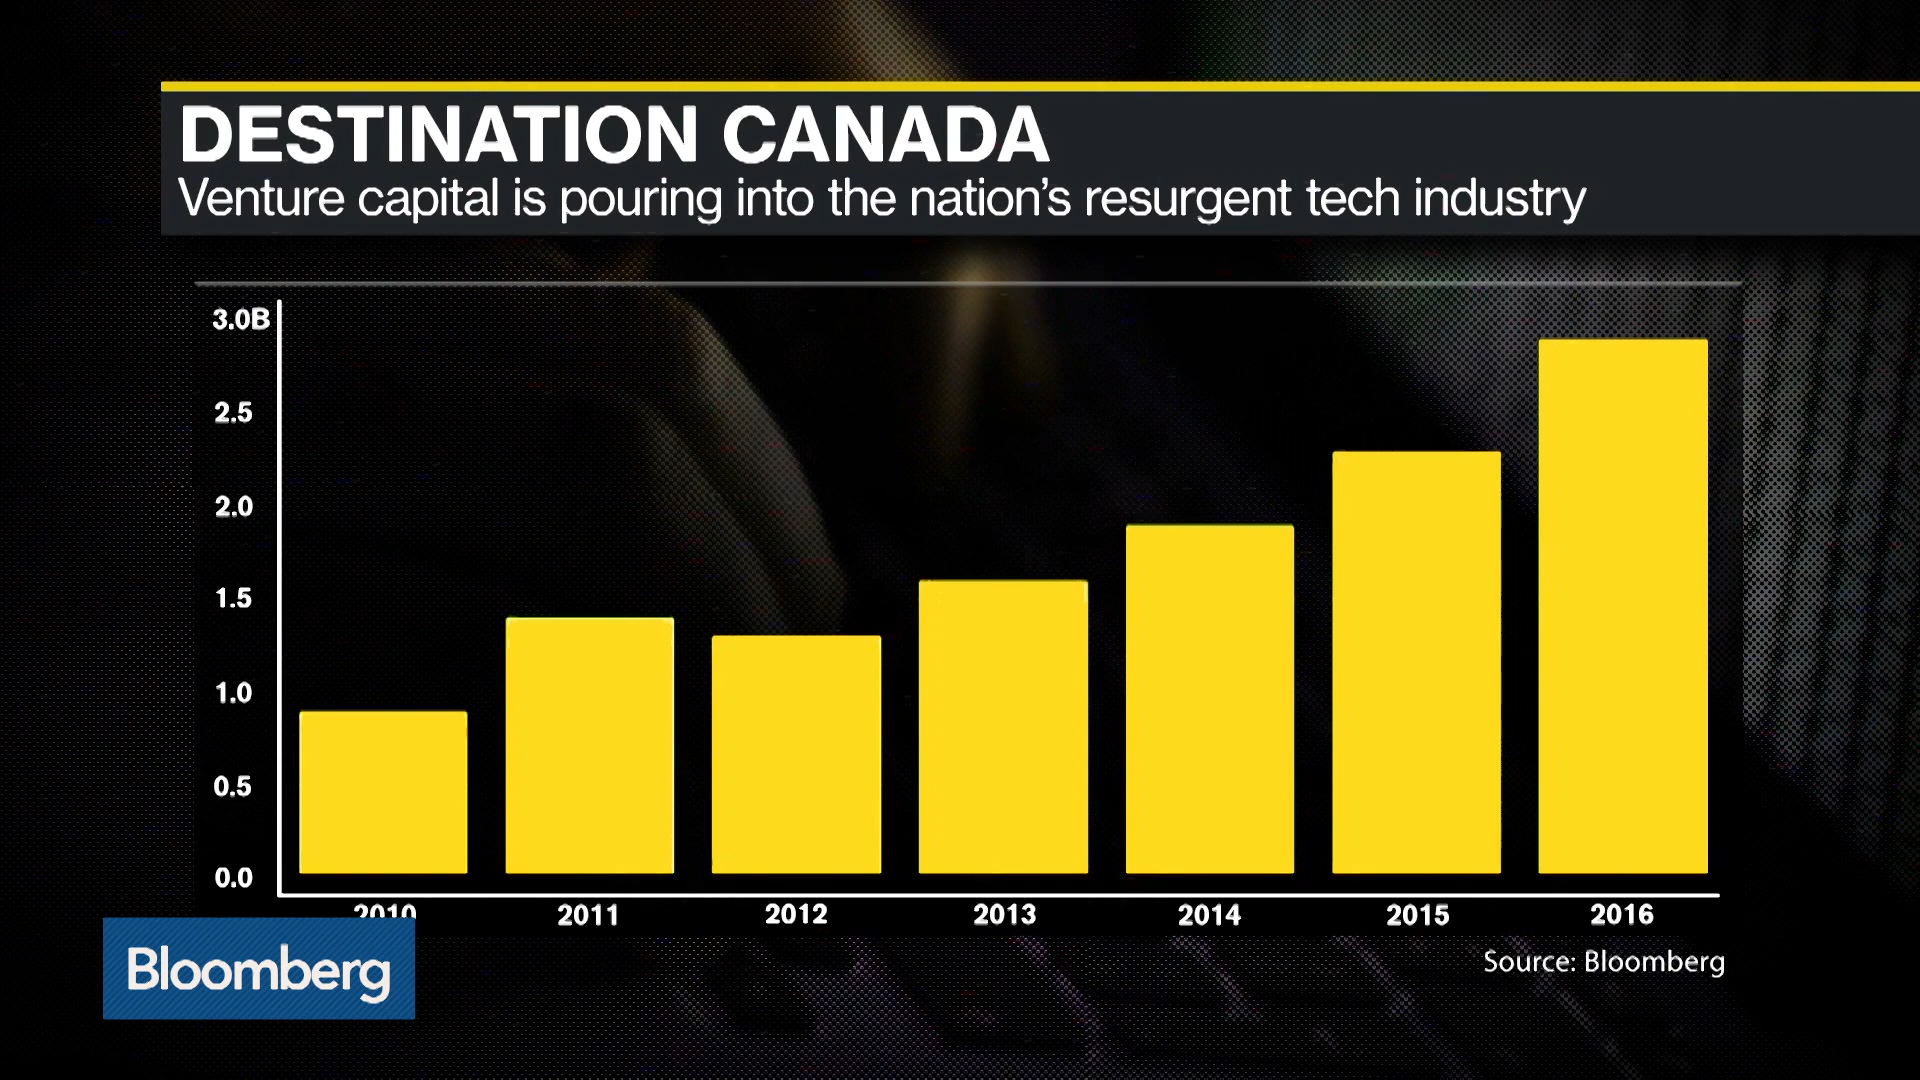 DESTINATION CANADA
Venture capital is pouring into the nation's resurgent tech industry
3.0B
2.5
2.0
1.5
1.0
0.5
0.0
2010 2011 2012 2013 2014 2015 2016
Source: Bloomberg
Bloomberg